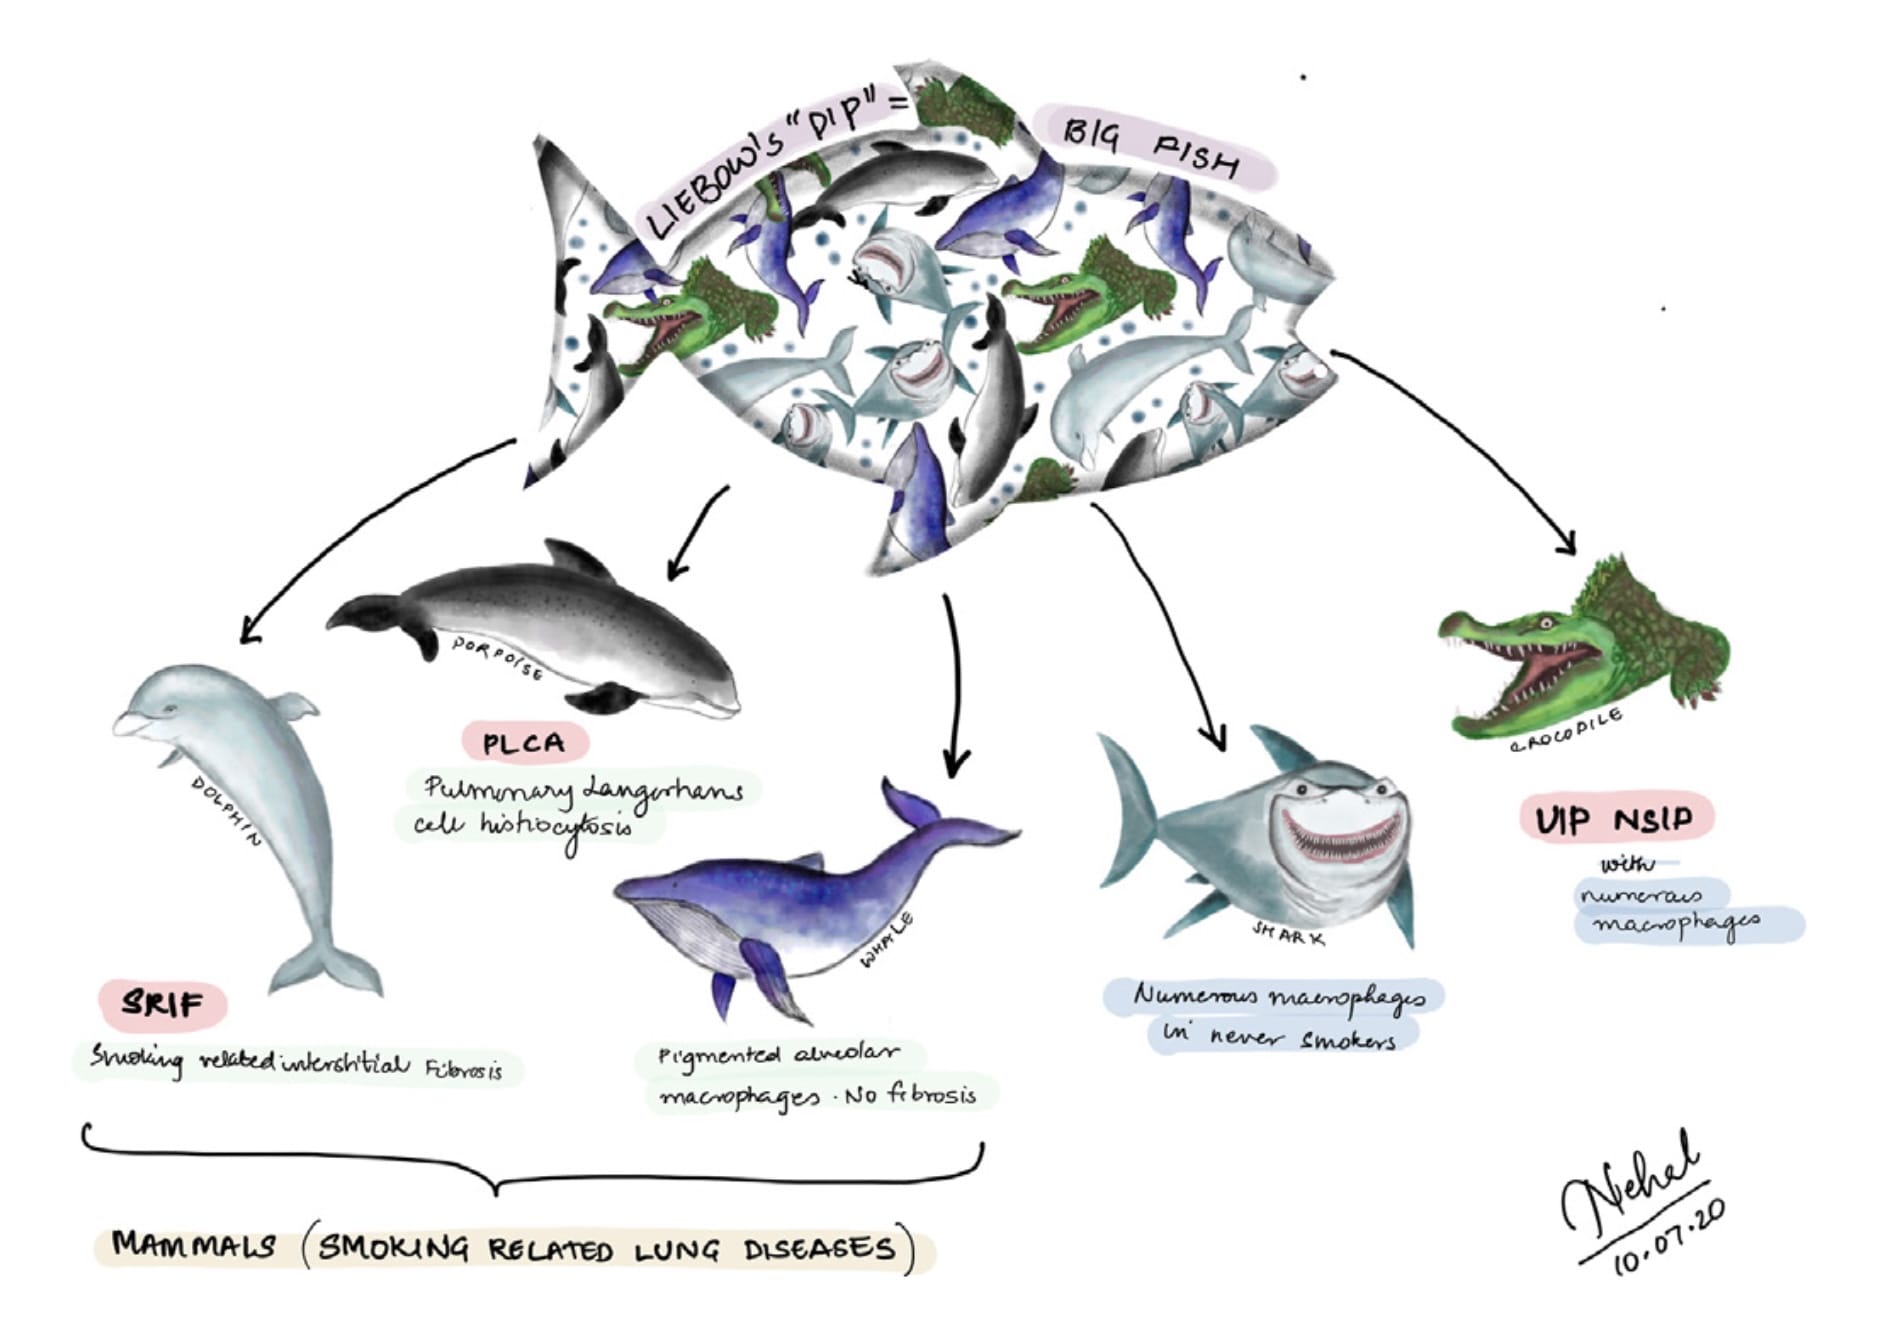 LIEBOW's "DIP" =
BIG FISH
PORPOISE
PLCA
Pulmonary Langerhans
cell histiocytosis
DOLPHIN
SRIF
Smoking related interstitial Fibrosis
WHALE
Pigmented alveolar
macrophages . No fibrosis
SHARK
Numerous macrophages
in never smokers
CROCODILE
UIP NSIP
with
numerous
macrophages
MAMMALS (SMOKING RELATED LUNG DISEASES)
Nehal
10.07.20